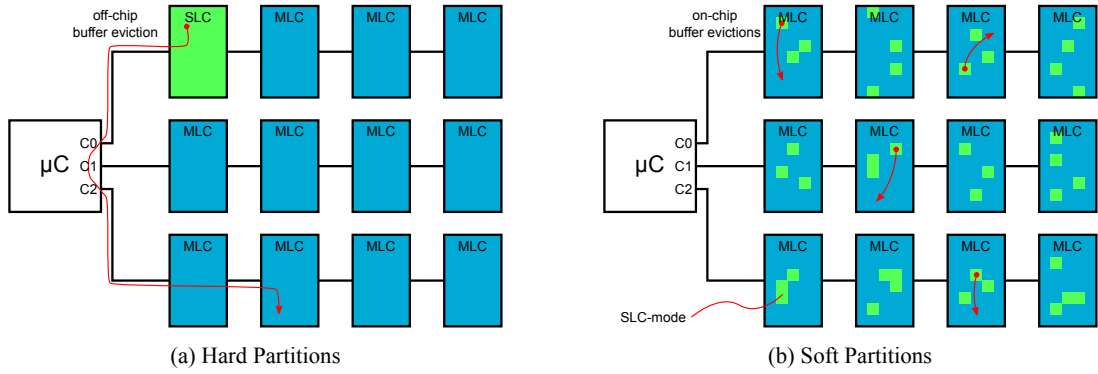 off-chip
buffer eviction
SLC MLC MLC MLC
C0
µC C1
C2
MLC MLC MLC MLC
MLC MLC MLC MLC
(a) Hard Partitions
on-chip
buffer evictions
MLC MLC MLC MLC
C0
µC C1
C2
MLC MLC MLC MLC
MLC MLC MLC MLC
SLC-mode
(b) Soft Partitions